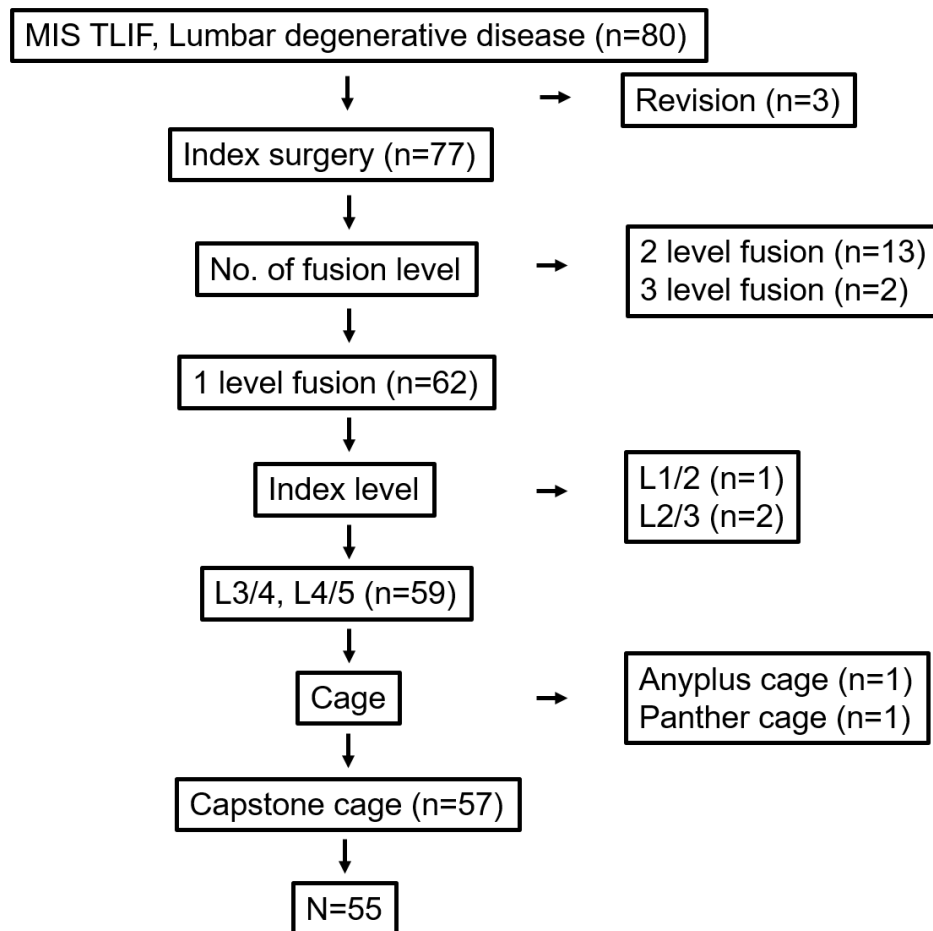 MIS TLIF, Lumbar degenerative disease (n=80)
Revision (n=3)
Index surgery (n=77)
No. of fusion level
2 level fusion (n=13)
3 level fusion (n=2)
1 level fusion (n=62)
Index level
L1/2 (n=1)
L2/3 (n=2)
L3/4, L4/5 (n=59)
Cage
Anyplus cage (n=1)
Panther cage (n=1)
Capstone cage (n=57)
N=55